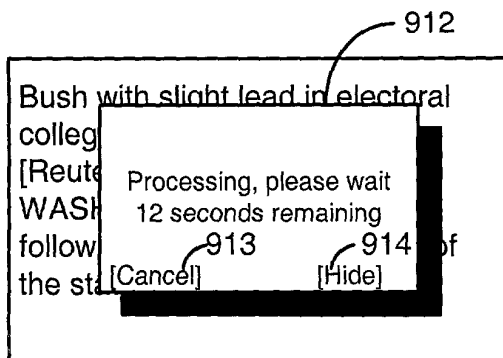 912
Bush with slight lead in electoral
colleg
[Reute
Processing, please wait
WASH
12 seconds remaining
follow 913 914 of
the sta [Cancel] [Hide]